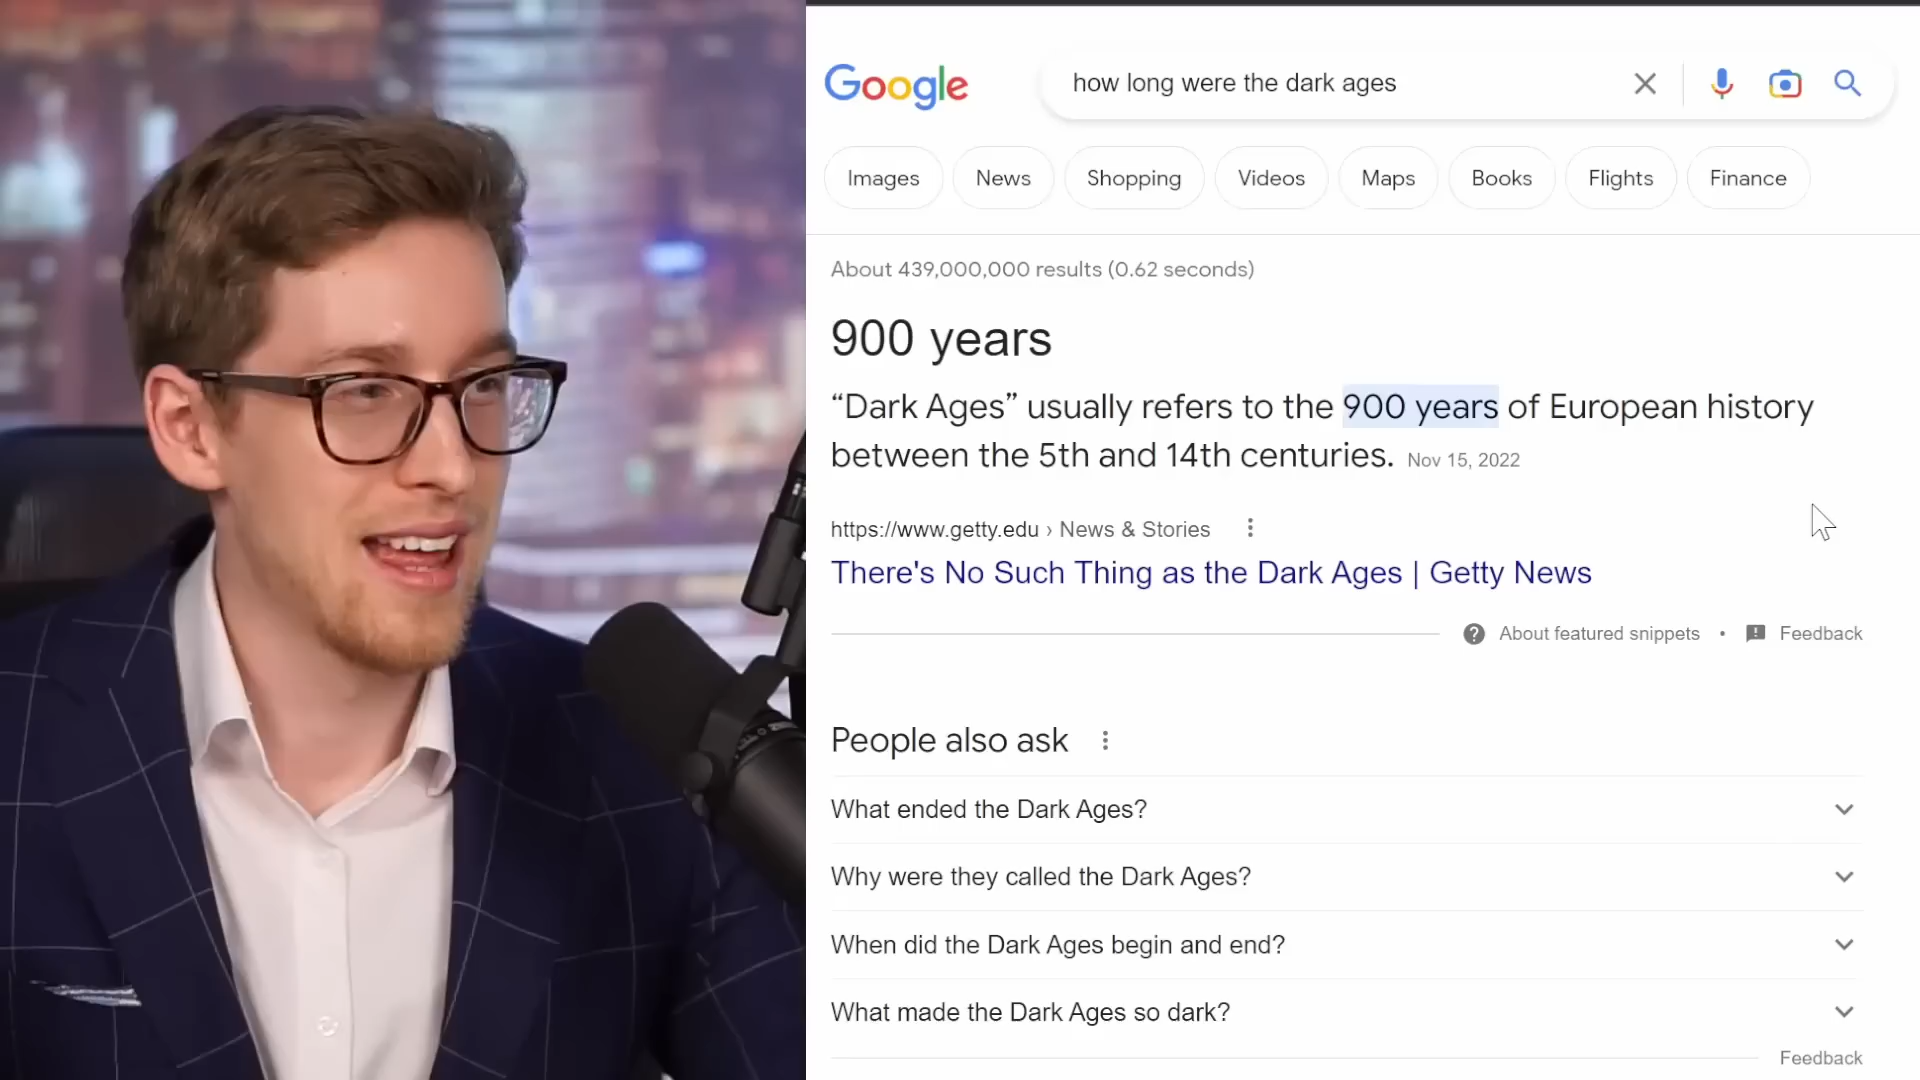 Google
how long were the dark ages
Images News Shopping Videos Maps Books Flights Finance
About 439,000,000 results (0.62 seconds)
900 years
“Dark Ages” usually refers to the 900 years of European history
between the 5th and 14th centuries. Nov 15, 2022
https://www.getty.edu › News & Stories
There's No Such Thing as the Dark Ages | Getty News
About featured snippets • Feedback
People also ask
What ended the Dark Ages?
Why were they called the Dark Ages?
When did the Dark Ages begin and end?
What made the Dark Ages so dark?
Feedback